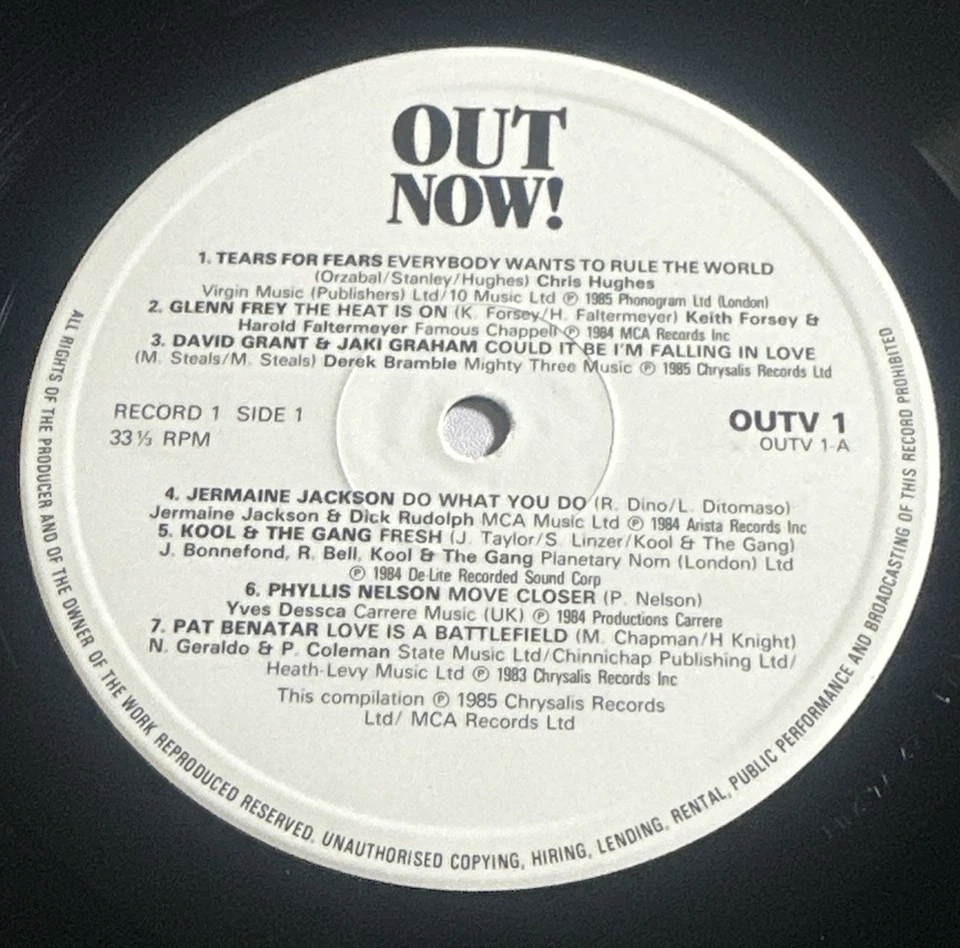 OUT
NOW!
1. TEARS FOR FEARS EVERYBODY WANTS TO RULE THE WORLD
(Orzabal/Stanley/Hughes) Chris Hughes
Virgin Music (Publishers) Ltd/10 Music Ltd ℗ 1985 Phonogram Ltd (London)
2. GLENN FREY THE HEAT IS ON (K. Forsey/H. Faltermeyer) Keith Forsey &
Harold Faltermeyer Famous Chappell ℗ 1984 MCA Records Inc
3. DAVID GRANT & JAKI GRAHAM COULD IT BE I'M FALLING IN LOVE
(M. Steals/M. Steals) Derek Bramble Mighty Three Music ℗ 1985 Chrysalis Records Ltd
RECORD 1 SIDE 1
33⅓ RPM
OUTV 1
OUTV 1-A
4. JERMAINE JACKSON DO WHAT YOU DO (R. Dino/L. Ditomaso)
Jermaine Jackson & Dick Rudolph MCA Music Ltd ℗ 1984 Arista Records Inc
5. KOOL & THE GANG FRESH (J. Taylor/S. Linzer/Kool & The Gang)
J. Bonnefond, R. Bell, Kool & The Gang Planetary Nom (London) Ltd
℗ 1984 De-Lite Recorded Sound Corp
6. PHYLLIS NELSON MOVE CLOSER (P. Nelson)
Yves Dessca Carrere Music (UK) ℗ 1984 Productions Carrere
7. PAT BENATAR LOVE IS A BATTLEFIELD (M. Chapman/H Knight)
N. Geraldo & P. Coleman State Music Ltd/Chinnichap Publishing Ltd/
Heath-Levy Music Ltd ℗ 1983 Chrysalis Records Inc
This compilation ℗ 1985 Chrysalis Records
Ltd/ MCA Records Ltd
ALL RIGHTS OF THE PRODUCER AND OF THE OWNER OF THE WORK REPRODUCED RESERVED. UNAUTHORISED COPYING, HIRING, LENDING, RENTAL, PUBLIC PERFORMANCE AND BROADCASTING OF THIS RECORD PROHIBITED